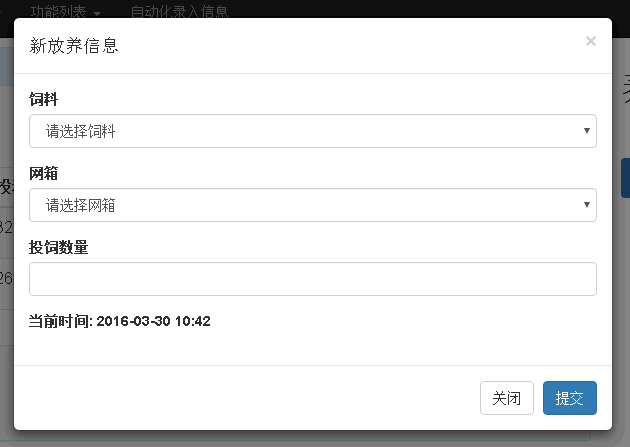 功能列表 自动化录入信息
新放养信息 ×
饲料
请选择饲料
网箱
请选择网箱
投饲数量
当前时间: 2016-03-30 10:42
关闭 提交